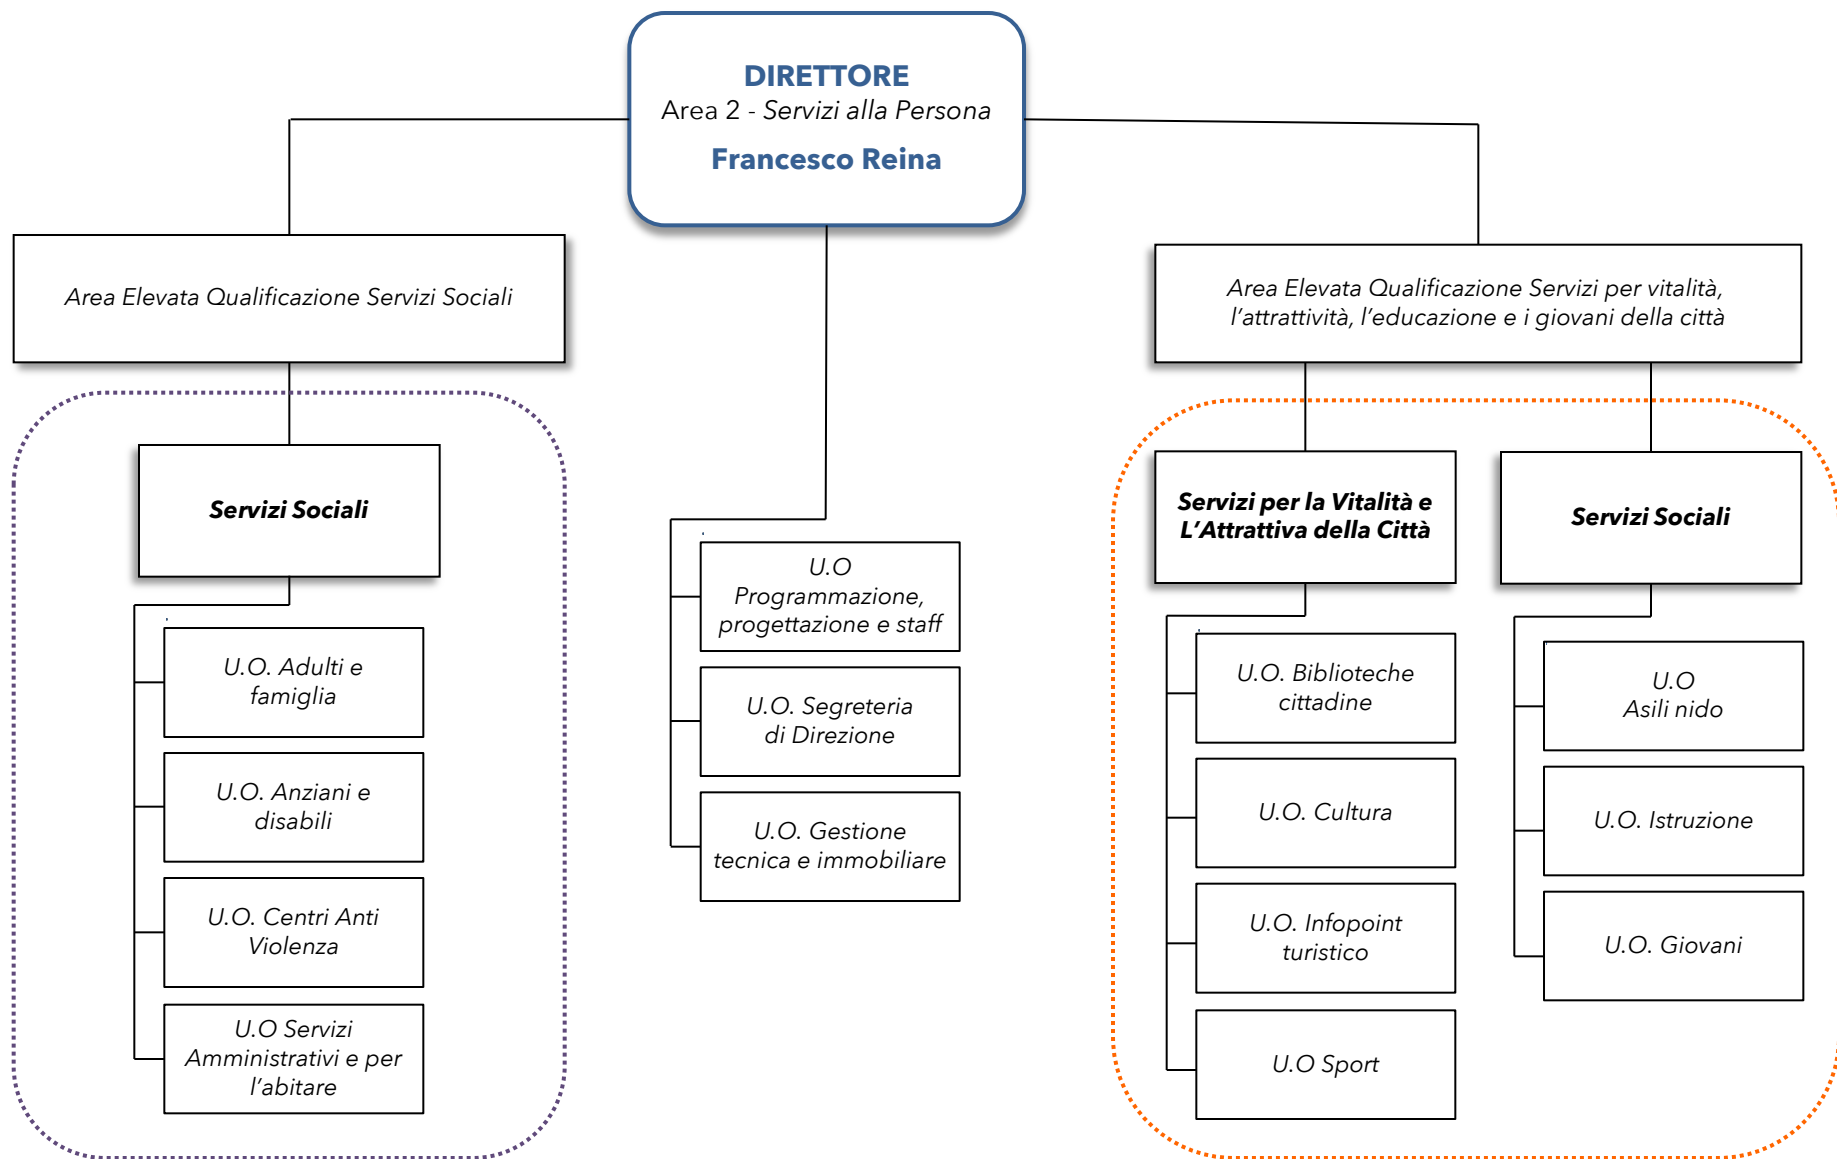 DIRETTORE
Area 2 - Servizi alla Persona
Francesco Reina
Area Elevata Qualificazione Servizi Sociali
Area Elevata Qualificazione Servizi per vitalità,
l'attrattività, l'educazione e i giovani della città
Servizi Sociali
U.O. Adulti e
famiglia
U.O. Anziani e
disabili
U.O. Centri Anti
Violenza
U.O Servizi
Amministrativi e per
l'abitare
U.O
Programmazione,
progettazione e staff
U.O. Segreteria
di Direzione
U.O. Gestione
tecnica e immobiliare
Servizi per la Vitalità e
L'Attrattiva della Città
U.O. Biblioteche
cittadine
U.O. Cultura
U.O. Infopoint
turistico
U.O Sport
Servizi Sociali
U.O
Asili nido
U.O. Istruzione
U.O. Giovani